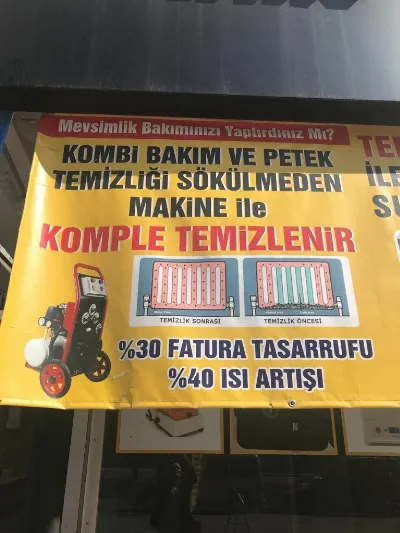 Mevsimlik Bakımınızı Yaptırdınız Mı?
KOMBİ BAKIM VE PETEK
TEMİZLİĞİ SÖKÜLMEDEN
MAKİNE ile
KOMPLE TEMİZLENİR
TEMİZLİK SONRASI
TEMİZLİK ÖNCESİ
%30 FATURA TASARRUFU
%40 ISI ARTIŞI